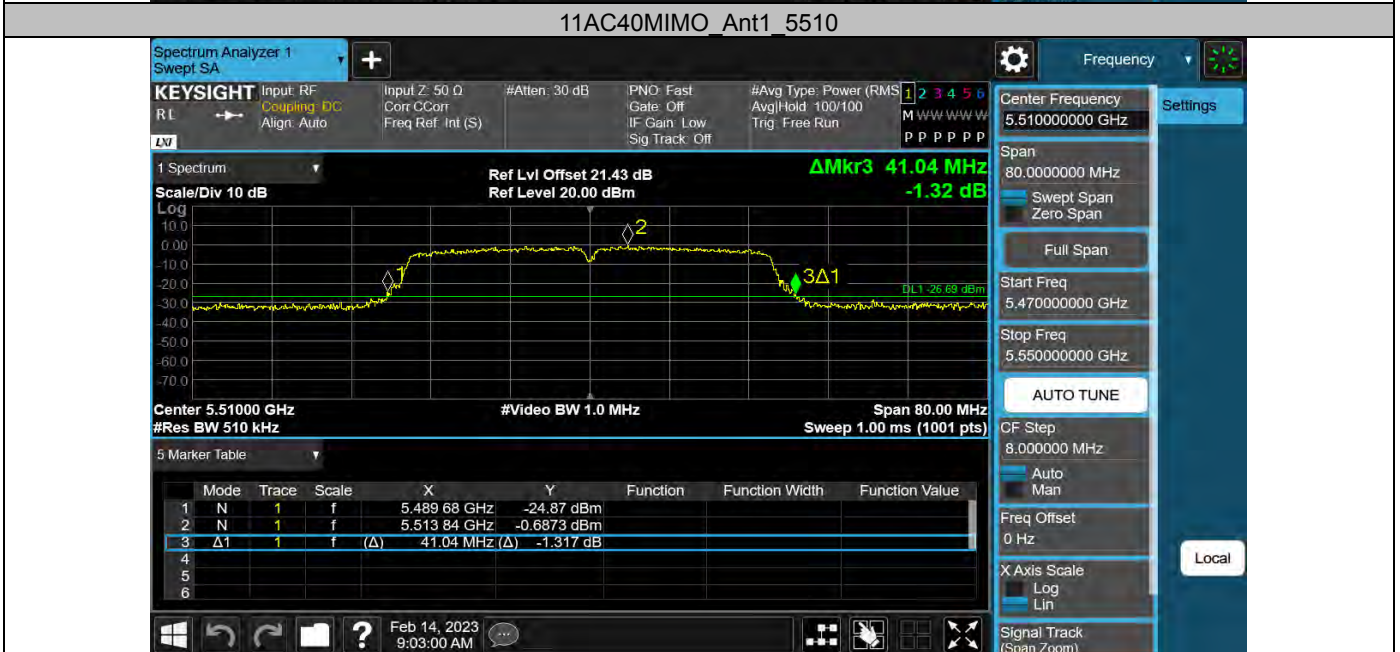 11AC40MIMO_Ant1_5510
Spectrum Analyzer 1
Swept SA
+
Frequency
KEYSIGHT
RL
LXI
Input: RF
Coupling: DC
Align: Auto
Input Z: 50 Ω
Corr CCorr
Freq Ref: Int (S)
#Atten: 30 dB
PNO: Fast
Gate: Off
IF Gain: Low
Sig Track: Off
#Avg Type: Power (RMS
Avg|Hold: 100/100
Trig: Free Run
1 2 3 4 5 6
M W W W W W
P P P P P P
Center Frequency
5.510000000 GHz
Settings
1 Spectrum
Scale/Div 10 dB
Ref Lvl Offset 21.43 dB
Ref Level 20.00 dBm
ΔMkr3 41.04 MHz
-1.32 dB
Log
10.0
0.00
-10.0
-20.0
-30.0
-40.0
-50.0
-60.0
-70.0
1
2
3Δ1
DL1 -26.69 dBm
Center 5.51000 GHz
#Res BW 510 kHz
#Video BW 1.0 MHz
Span 80.00 MHz
Sweep 1.00 ms (1001 pts)
Span
80.0000000 MHz
Swept Span
Zero Span
Full Span
Start Freq
5.470000000 GHz
Stop Freq
5.550000000 GHz
AUTO TUNE
CF Step
8.000000 MHz
Auto
Man
Freq Offset
0 Hz
X Axis Scale
Log
Lin
Signal Track
(Span Zoom)
Local
5 Marker Table
Mode Trace Scale X Y Function Function Width Function Value
1 N 1 f 5.489 68 GHz -24.87 dBm
2 N 1 f 5.513 84 GHz -0.6873 dBm
3 Δ1 1 f (Δ) 41.04 MHz (Δ) -1.317 dB
4
5
6
?
Feb 14, 2023
9:03:00 AM